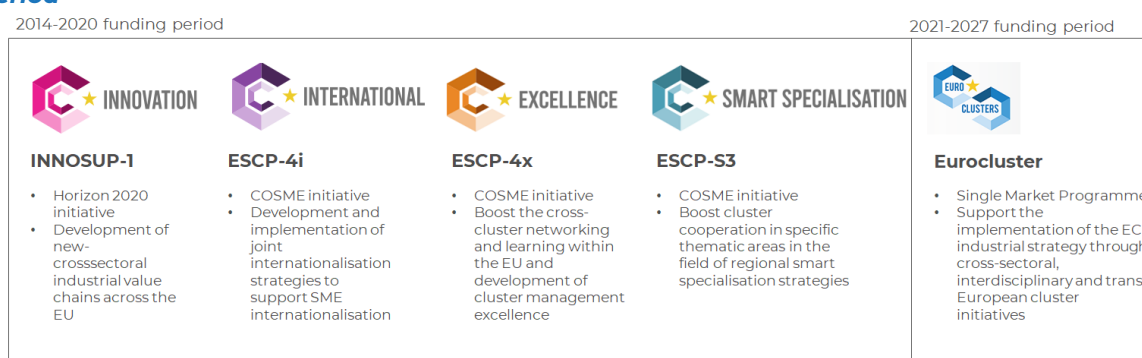 eriod
2014-2020 funding period
2021-2027 funding period
INNOVATION
INTERNATIONAL
EXCELLENCE
SMART SPECIALISATION
EURO
CLUSTERS
INNOSUP-1
• Horizon 2020
initiative
• Development of
new-
crosssectoral
industrial value
chains across the
EU
ESCP-4i
• COSME initiative
• Development and
implementation of
joint
internationalisation
strategies to
support SME
internationalisation
ESCP-4x
• COSME initiative
• Boost the cross-
cluster networking
and learning within
the EU and
development of
cluster management
excellence
ESCP-S3
• COSME initiative
• Boost cluster
cooperation in specific
thematic areas in the
field of regional smart
specialisation strategies
Eurocluster
• Single Market Programme
• Support the
implementation of the EC
industrial strategy through
cross-sectoral,
interdisciplinary and trans
European cluster
initiatives